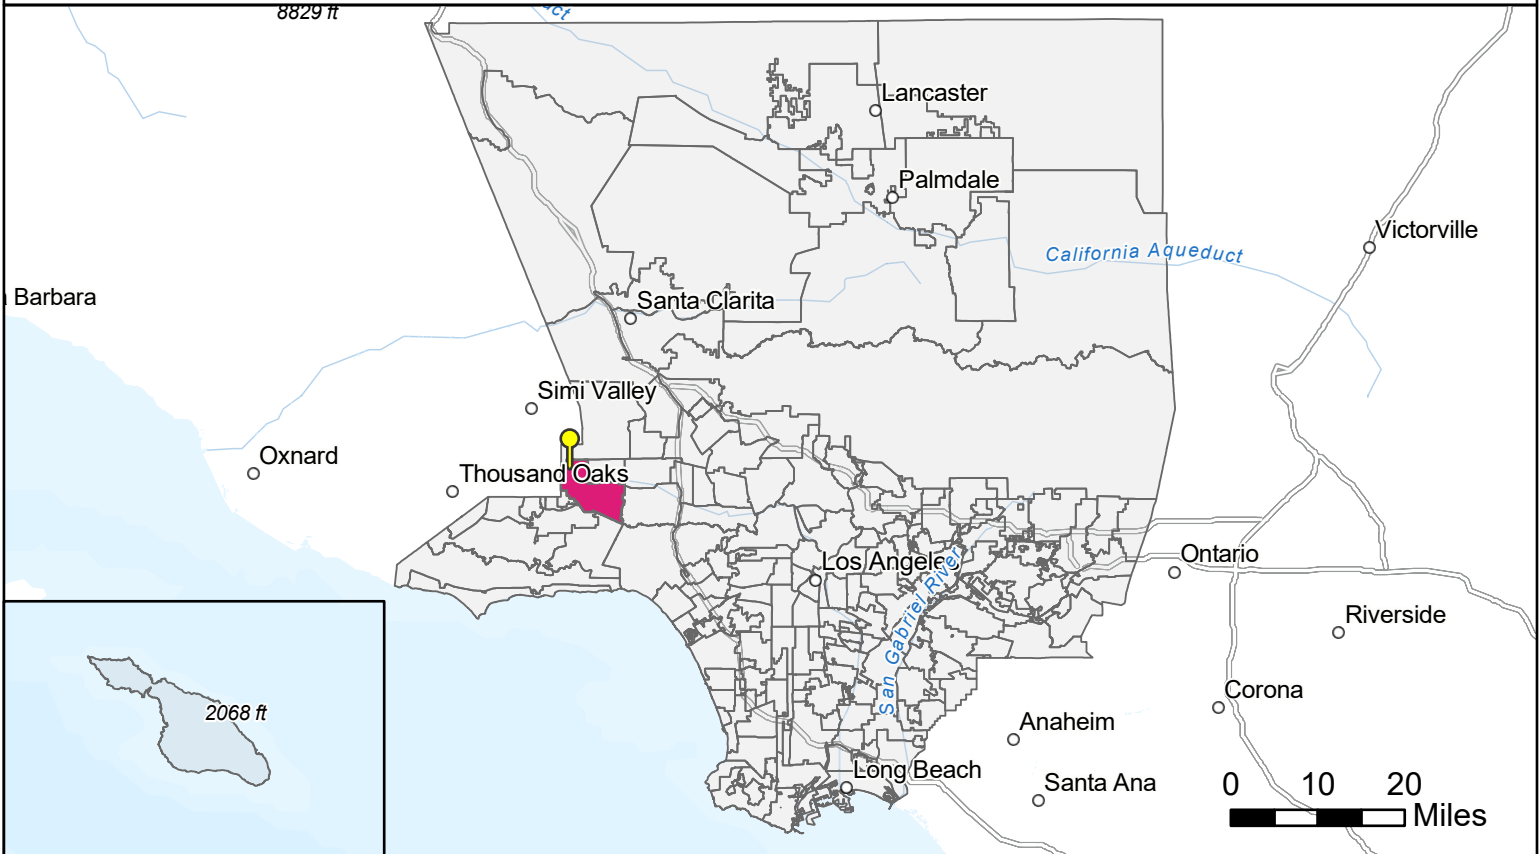 8829 ft
uct
Lancaster
Palmdale
Victorville
California Aqueduct
Barbara
Santa Clarita
Simi Valley
Oxnard
Thousand Oaks
Los Angeles
Ontario
San Gabriel River
Riverside
Corona
2068 ft
Anaheim
Long Beach
Santa Ana
0 10 20
Miles